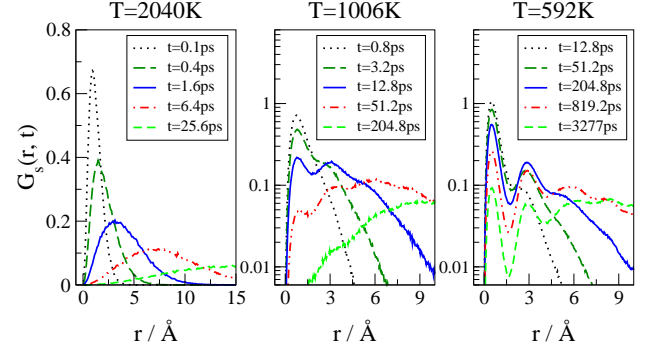 T=2040K T=1006K T=592K
G_s(r, t)
0.8
0.6
0.4
0.2
0
t=0.1ps
t=0.4ps
t=1.6ps
t=6.4ps
t=25.6ps
0 5 10 15
r / Å
1
0.1
0.01
t=0.8ps
t=3.2ps
t=12.8ps
t=51.2ps
t=204.8ps
0 3 6 9
r / Å
1
0.1
0.01
t=12.8ps
t=51.2ps
t=204.8ps
t=819.2ps
t=3277ps
0 3 6 9
r / Å